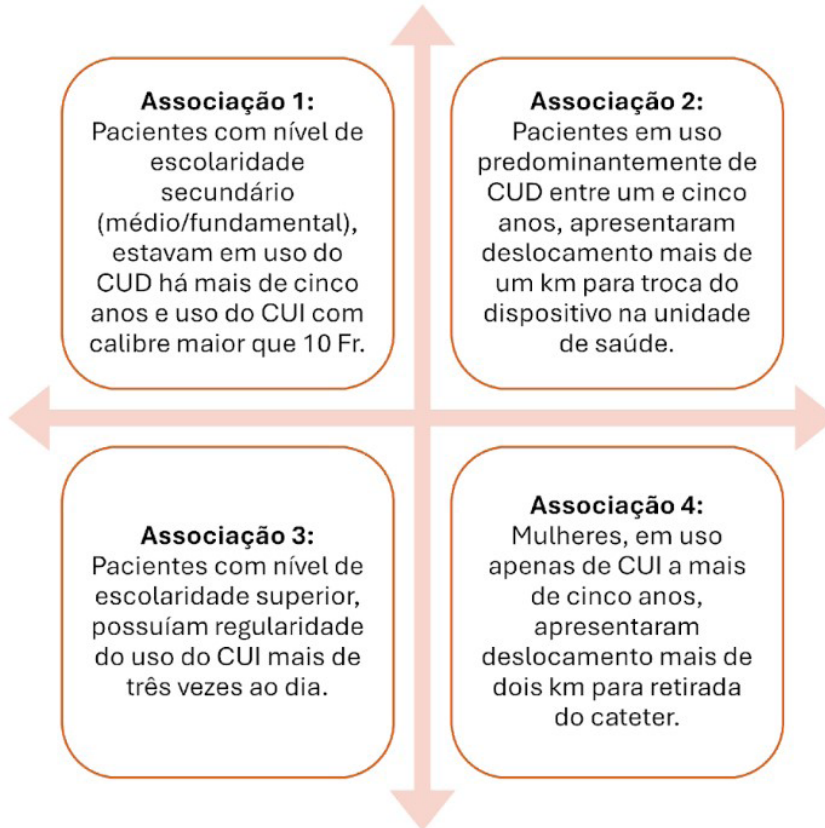 Associação 1:
Pacientes com nível de
escolaridade
secundário
(médio/fundamental),
estavam em uso do
CUD há mais de cinco
anos e uso do CUI com
calibre maior que 10 Fr.
Associação 2:
Pacientes em uso
predominantemente de
CUD entre um e cinco
anos, apresentaram
deslocamento mais de
um km para troca do
dispositivo na unidade
de saúde.
Associação 3:
Pacientes com nível de
escolaridade superior,
possuíam regularidade
do uso do CUI mais de
três vezes ao dia.
Associação 4:
Mulheres, em uso
apenas de CUI a mais
de cinco anos,
apresentaram
deslocamento mais de
dois km para retirada
do cateter.